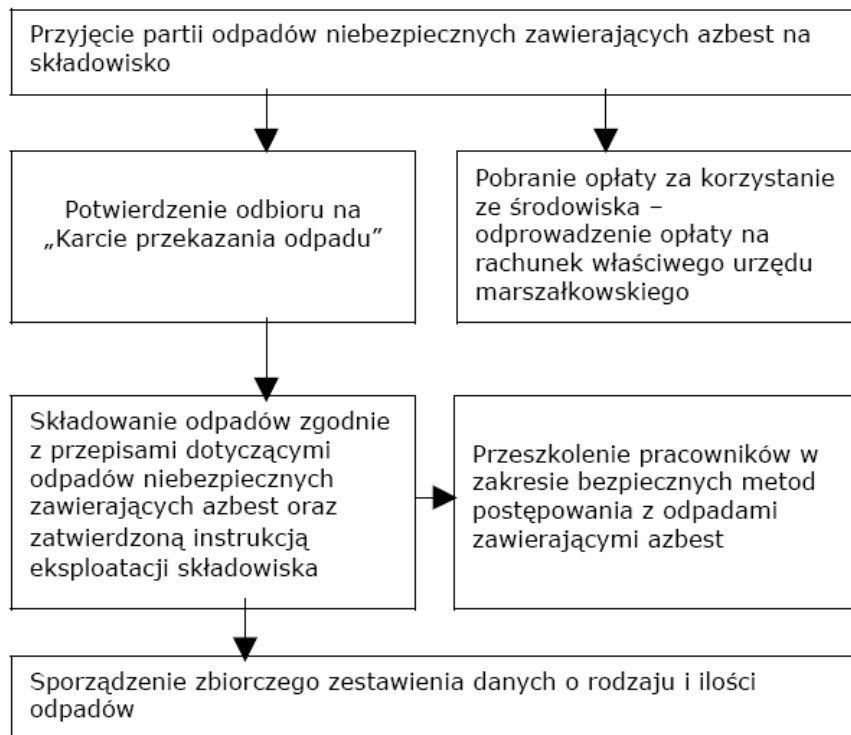 Przyjęcie partii odpadów niebezpiecznych zawierających azbest na
składowisko
Potwierdzenie odbioru na
„Karcie przekazania odpadu”
Pobranie opłaty za korzystanie
ze środowiska –
odprowadzenie opłaty na
rachunek właściwego urzędu
marszałkowskiego
Składowanie odpadów zgodnie
z przepisami dotyczącymi
odpadów niebezpiecznych
zawierających azbest oraz
zatwierdzoną instrukcją
eksploatacji składowiska
Przeszkolenie pracowników w
zakresie bezpiecznych metod
postępowania z odpadami
zawierającymi azbest
Sporządzenie zbiorczego zestawienia danych o rodzaju i ilości
odpadów